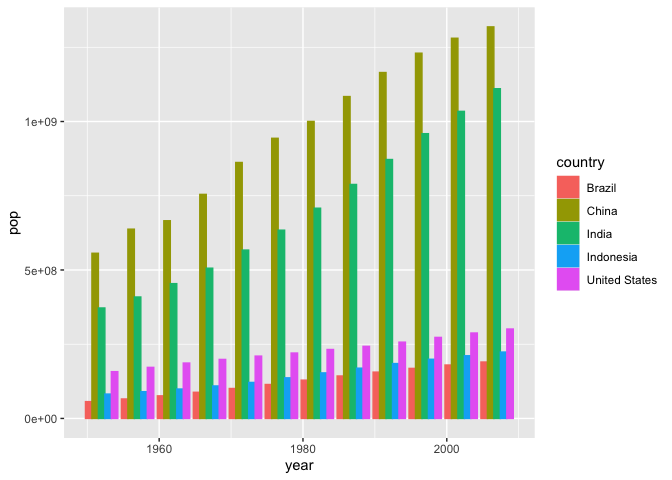 1e+09
5e+08
0e+00
pop
1960 1980 2000
year
country
Brazil
China
India
Indonesia
United States